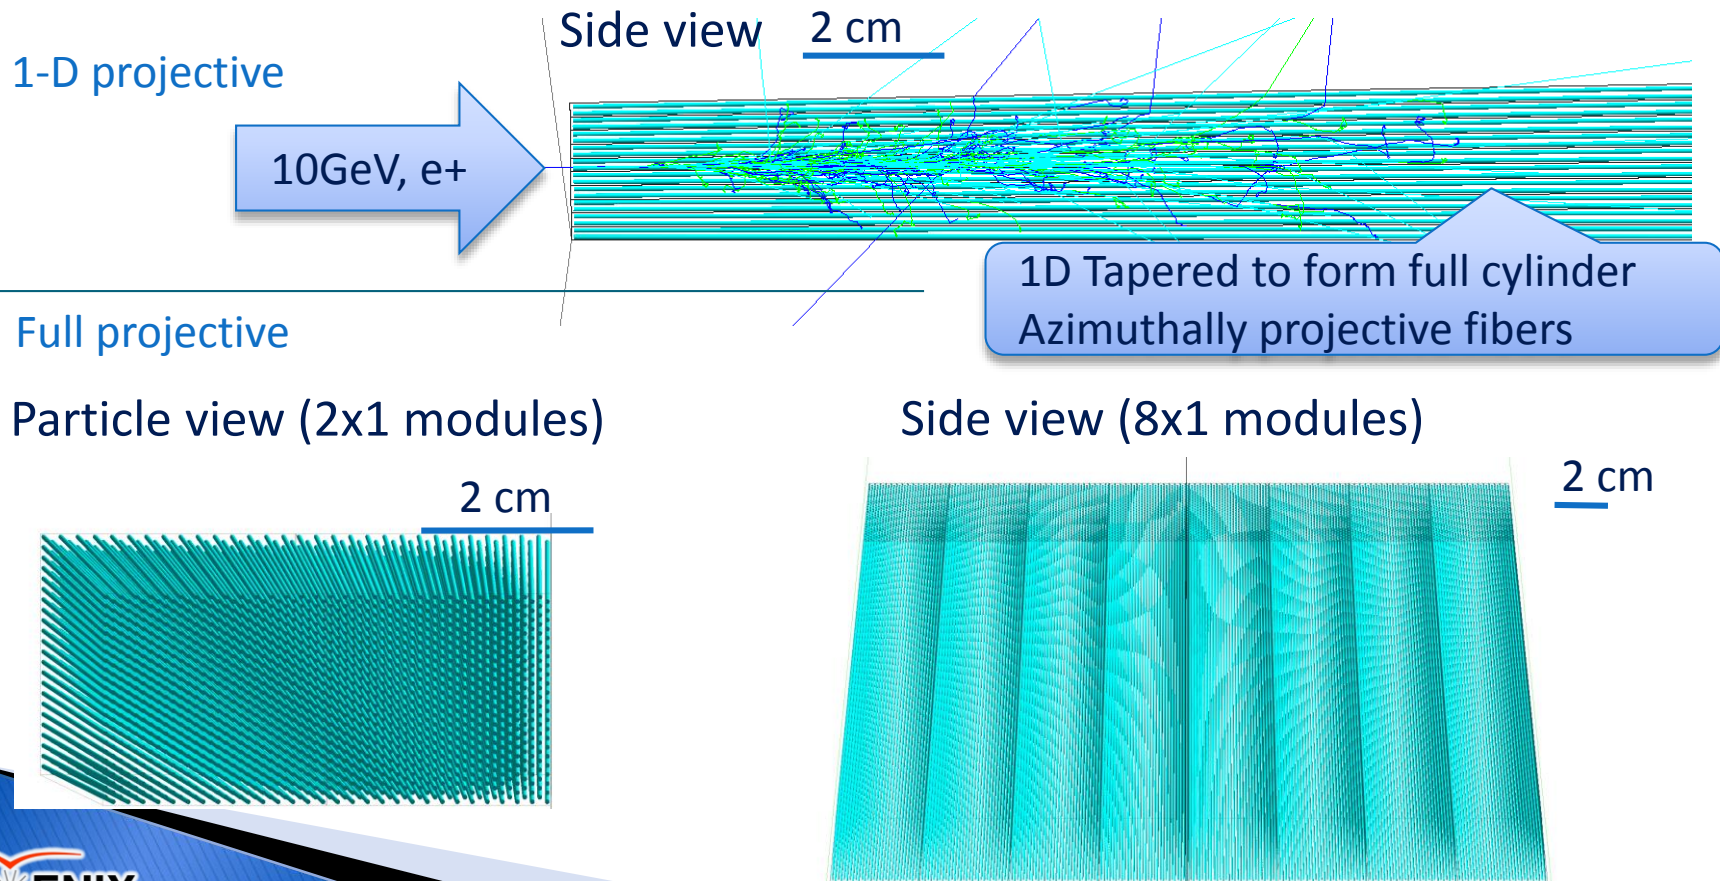 Side view
2 cm
1-D projective
10GeV, e+
1D Tapered to form full cylinder
Azimuthally projective fibers
Full projective
Particle view (2x1 modules)
Side view (8x1 modules)
2 cm
2 cm
ENIX